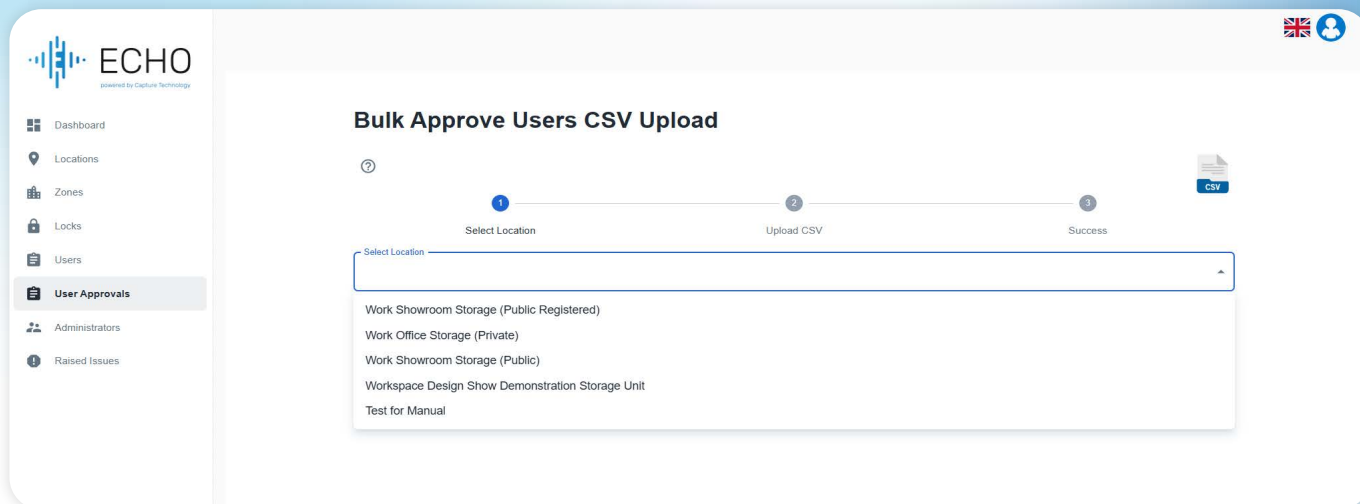 ECHO
powered by Capture Technology
Dashboard
Locations
Zones
Locks
Users
User Approvals
Administrators
Raised Issues
Bulk Approve Users CSV Upload
?
CSV
1
2
3
Select Location
Upload CSV
Success
Select Location
Work Showroom Storage (Public Registered)
Work Office Storage (Private)
Work Showroom Storage (Public)
Workspace Design Show Demonstration Storage Unit
Test for Manual